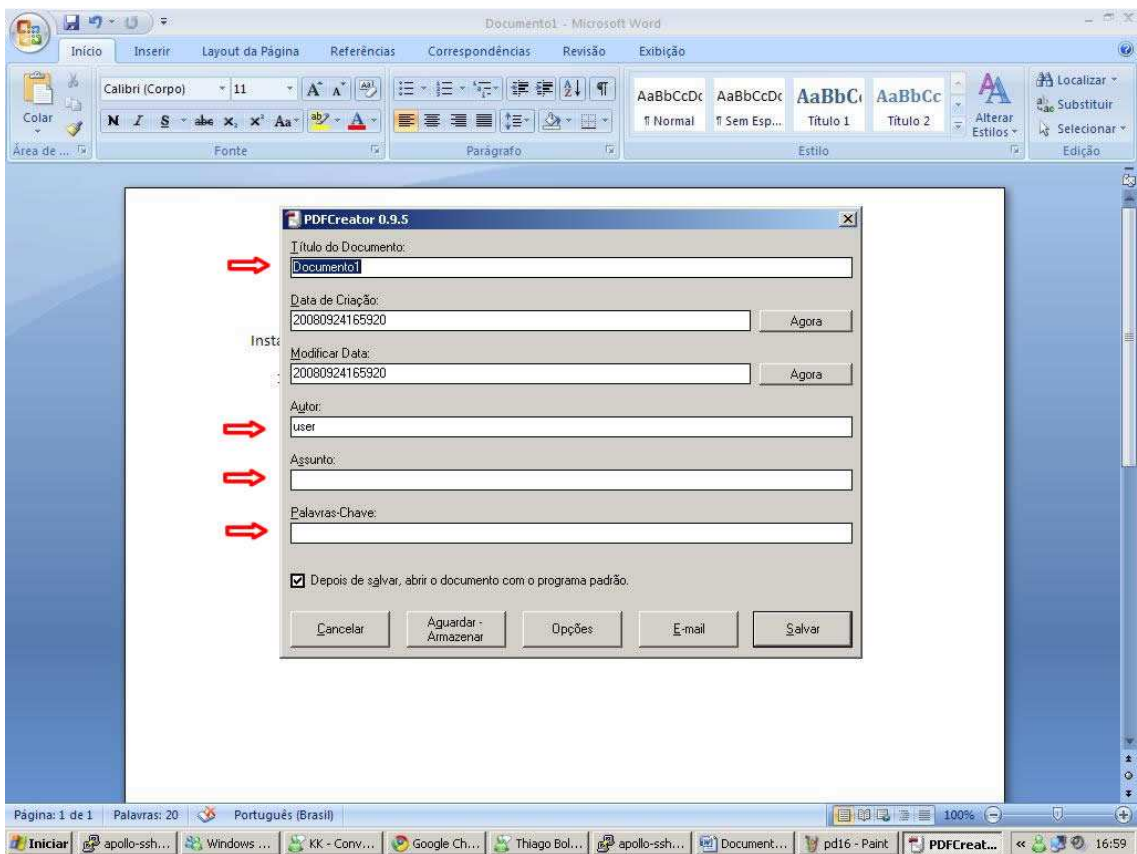 Documento1 - Microsoft Word
Início Inserir Layout da Página Referências Correspondências Revisão Exibição
Colar
Calibri (Corpo) 11
N I S abc x₂ x² Aa ab A
AaBbCcDc AaBbCcDc AaBbC AaBbCc
¶ Normal ¶ Sem Esp... Título 1 Título 2
Alterar
Estilos
Localizar
Substituir
Selecionar
Área de ... Fonte Parágrafo Estilo Edição
Insta
PDFCreator 0.9.5
Título do Documento:
Documento1
Data de Criação:
20080924165920 Agora
Modificar Data:
20080924165920 Agora
Autor:
user
Assunto:
Palavras-Chave:
Depois de salvar, abrir o documento com o programa padrão.
Cancelar
Aguardar -
Armazenar
Opções
E-mail
Salvar
Página: 1 de 1 Palavras: 20 Português (Brasil) 100%
Iniciar apollo-ssh... Windows ... KK - Conv... Google Ch... Thiago Bol... apollo-ssh... Document... pd16 - Paint PDFCreat... « 16:59